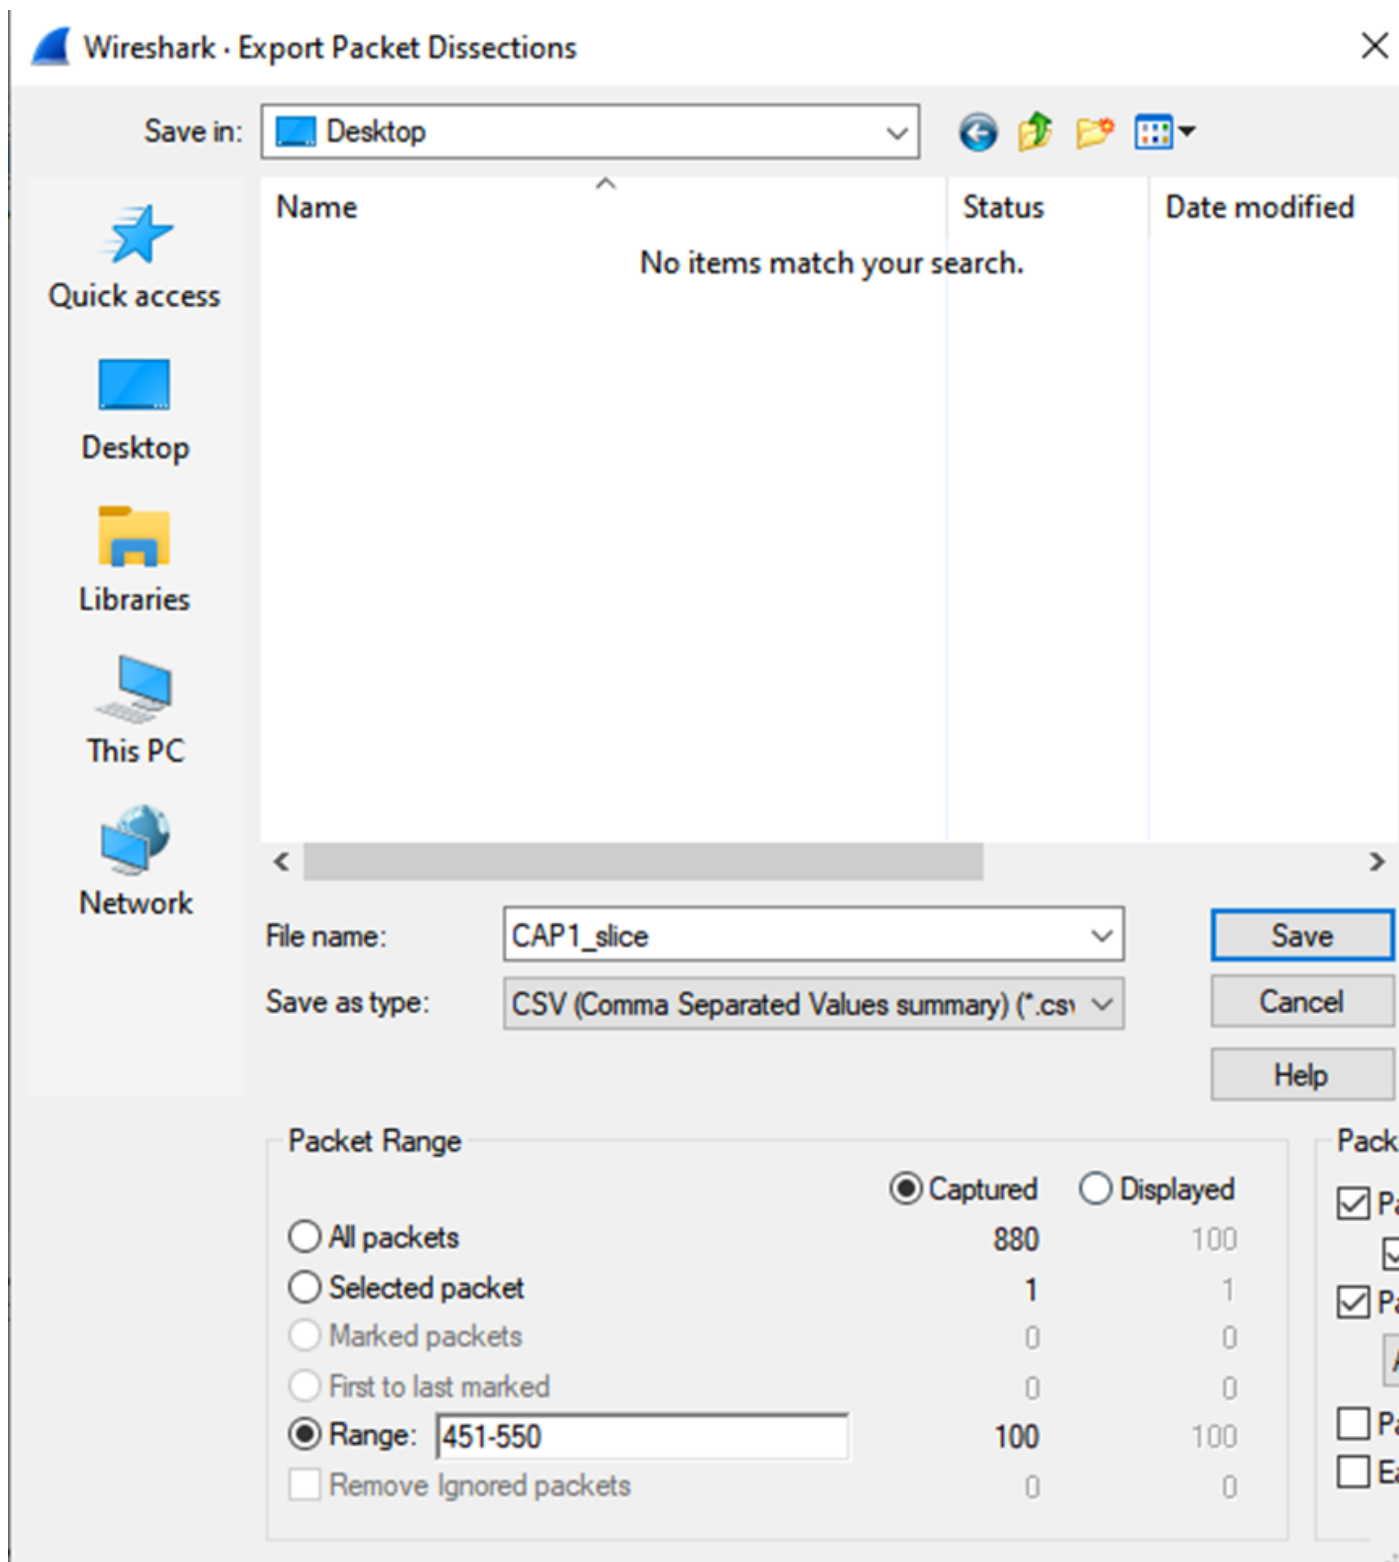 Wireshark · Export Packet Dissections
Save in: Desktop
Name Status Date modified
No items match your search.
Quick access
Desktop
Libraries
This PC
Network
File name: CAP1_slice Save
Save as type: CSV (Comma Separated Values summary) (*.csv Cancel
Help
Packet Range Pack
Captured Displayed
All packets 880 100
Selected packet 1 1
Marked packets 0 0
First to last marked 0 0
Range: 451-550 100 100
Remove Ignored packets 0 0